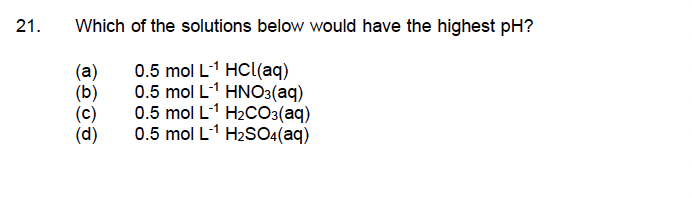 21. Which of the solutions below would have the highest pH?
(a) 0.5 mol L⁻¹ HCl(aq)
(b) 0.5 mol L⁻¹ HNO₃(aq)
(c) 0.5 mol L⁻¹ H₂CO₃(aq)
(d) 0.5 mol L⁻¹ H₂SO₄(aq)